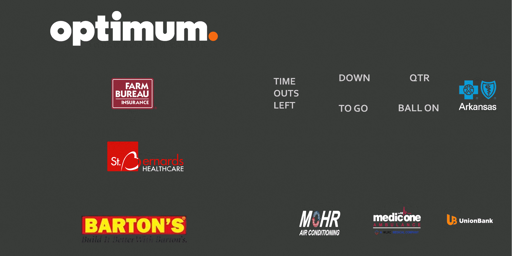 optimum.
FARM
BUREAU
INSURANCE
TIME
OUTS
LEFT
DOWN
QTR
TO GO
BALL ON
Arkansas
St. Bernards
HEALTHCARE
BARTON'S
MOHR
AIR CONDITIONING
medicone
UnionBank